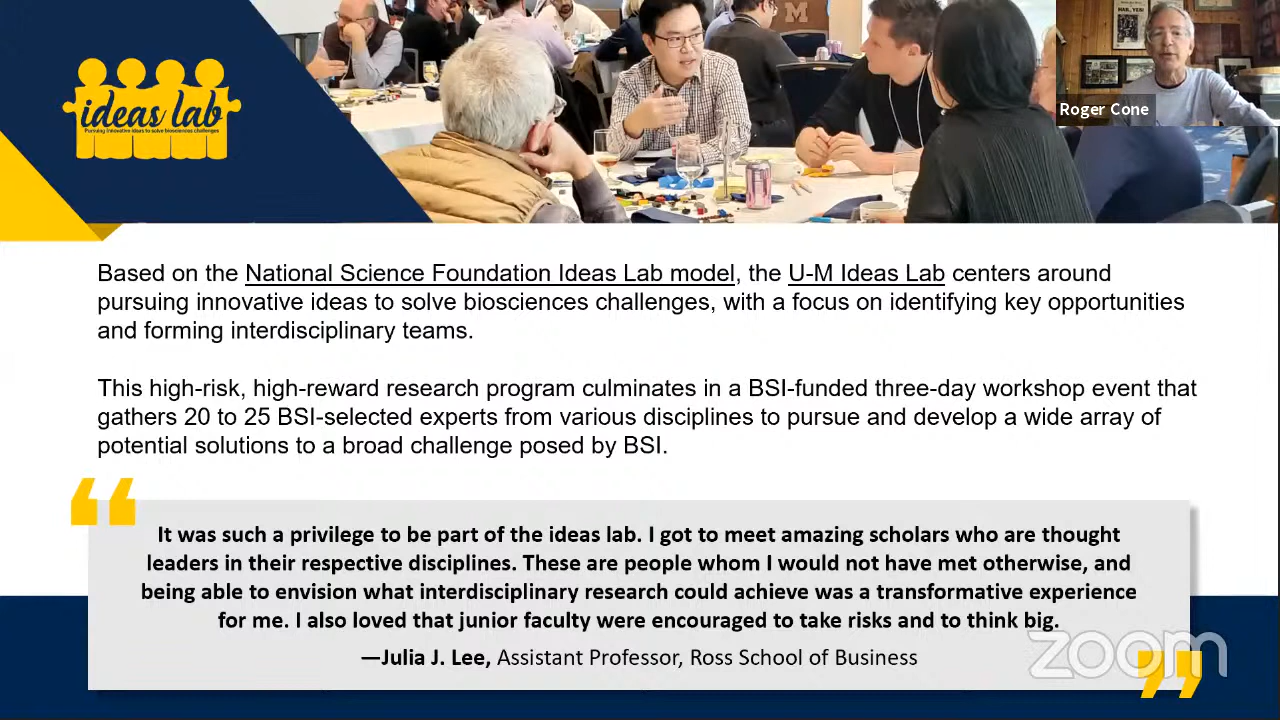 ideas lab
Pursuing innovative ideas to solve biosciences challenges
M
Roger Cone
Based on the National Science Foundation Ideas Lab model, the U-M Ideas Lab centers around
pursuing innovative ideas to solve biosciences challenges, with a focus on identifying key opportunities
and forming interdisciplinary teams.
This high-risk, high-reward research program culminates in a BSI-funded three-day workshop event that
gathers 20 to 25 BSI-selected experts from various disciplines to pursue and develop a wide array of
potential solutions to a broad challenge posed by BSI.
“
It was such a privilege to be part of the ideas lab. I got to meet amazing scholars who are thought
leaders in their respective disciplines. These are people whom I would not have met otherwise, and
being able to envision what interdisciplinary research could achieve was a transformative experience
for me. I also loved that junior faculty were encouraged to take risks and to think big.
—Julia J. Lee, Assistant Professor, Ross School of Business
”
zoom